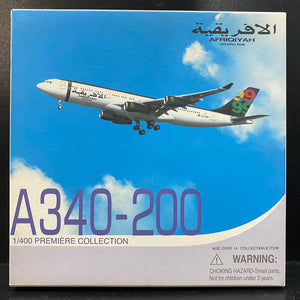 الافريقية
AFRIQIYAH
الافريقية
A340-200
1/400 PREMIÈRE COLLECTION
AGE OVER 14 COLLECTABLE ITEM
WARNING:
CHOKING HAZARD-Small parts.
Not for children under 3 years.